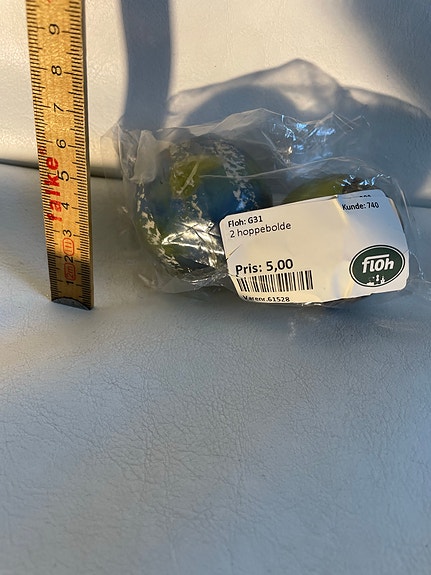 9
8
7
6
5
4
3
2
1
talke
Kunde: 740
Floh: G31
2 hoppebolde
Pris: 5,00
floh
Varenr.61528